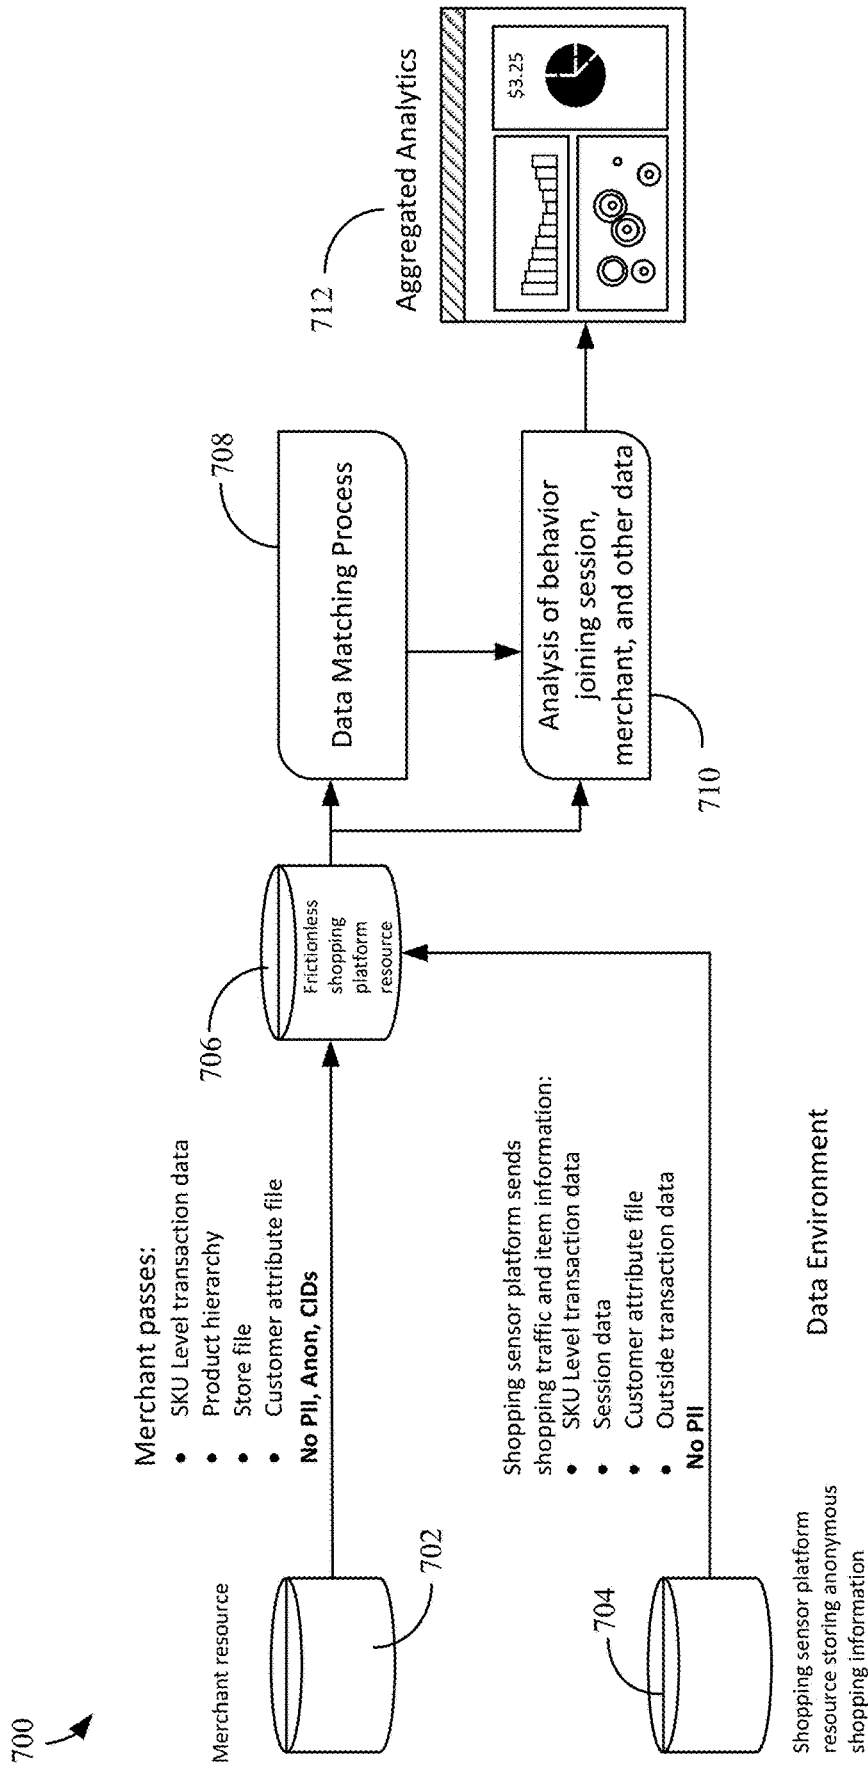 700
Merchant resource
702
Merchant passes:
• SKU Level transaction data
• Product hierarchy
• Store file
• Customer attribute file
No PII, Anon, CIDs
704
Shopping sensor platform
resource storing anonymous
shopping information
Shopping sensor platform sends
shopping traffic and item information:
• SKU Level transaction data
• Session data
• Customer attribute file
• Outside transaction data
No PII
Data Environment
706
Frictionless
shopping
platform
resource
708
Data Matching Process
710
Analysis of behavior
joining session,
merchant, and other data
712
Aggregated Analytics
$3.25